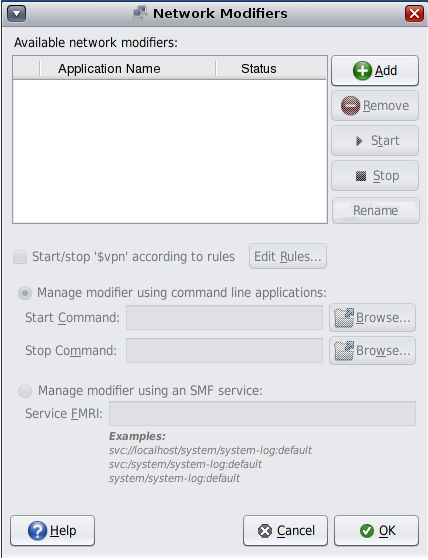 Network Modifiers
Available network modifiers:
Application Name Status
Add
Remove
Start
Stop
Rename
Start/stop '$vpn' according to rules Edit Rules...
Manage modifier using command line applications:
Start Command: Browse...
Stop Command: Browse...
Manage modifier using an SMF service:
Service FMRI:
Examples:
svc://localhost/system/system-log:default
svc:/system/system-log:default
system/system-log:default
Help Cancel OK